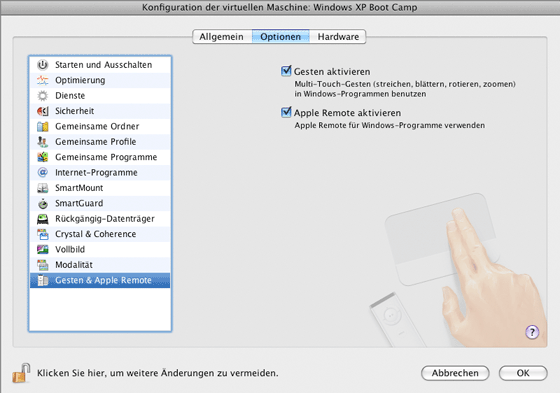 Konfiguration der virtuellen Maschine: Windows XP Boot Camp
Allgemein Optionen Hardware
Starten und Ausschalten
Optimierung
Dienste
Sicherheit
Gemeinsame Ordner
Gemeinsame Profile
Gemeinsame Programme
Internet-Programme
SmartMount
SmartGuard
Rückgängig-Datenträger
Crystal & Coherence
Vollbild
Modalität
Gesten & Apple Remote
Gesten aktivieren
Multi-Touch-Gesten (streichen, blättern, rotieren, zoomen)
in Windows-Programmen benutzen
Apple Remote aktivieren
Apple Remote für Windows-Programme verwenden
?
Klicken Sie hier, um weitere Änderungen zu vermeiden.
Abbrechen OK